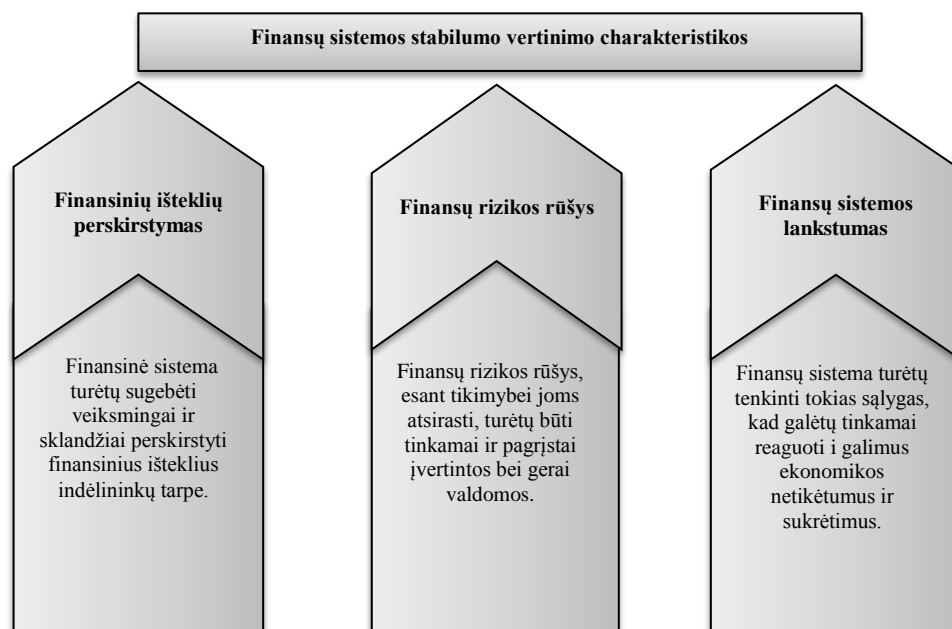 Finansų sistemos stabilumo vertinimo charakteristikos
Finansinių išteklių
perskirstymas
Finansinė sistema
turėtų sugebėti
veiksmingai ir
sklandžiai perskirstyti
finansinius išteklius
indėlininkų tarpe.
Finansų rizikos rūšys
Finansų rizikos rūšys,
esant tikimybei joms
atsirasti, turėtų būti
tinkamai ir pagrįstai
įvertintos bei gerai
valdomos.
Finansų sistemos
lankstumas
Finansų sistema turėtų
tenkinti tokias sąlygas,
kad galėtų tinkamai
reaguoti i galimus
ekonomikos
netikėtumus ir
sukrėtimus.